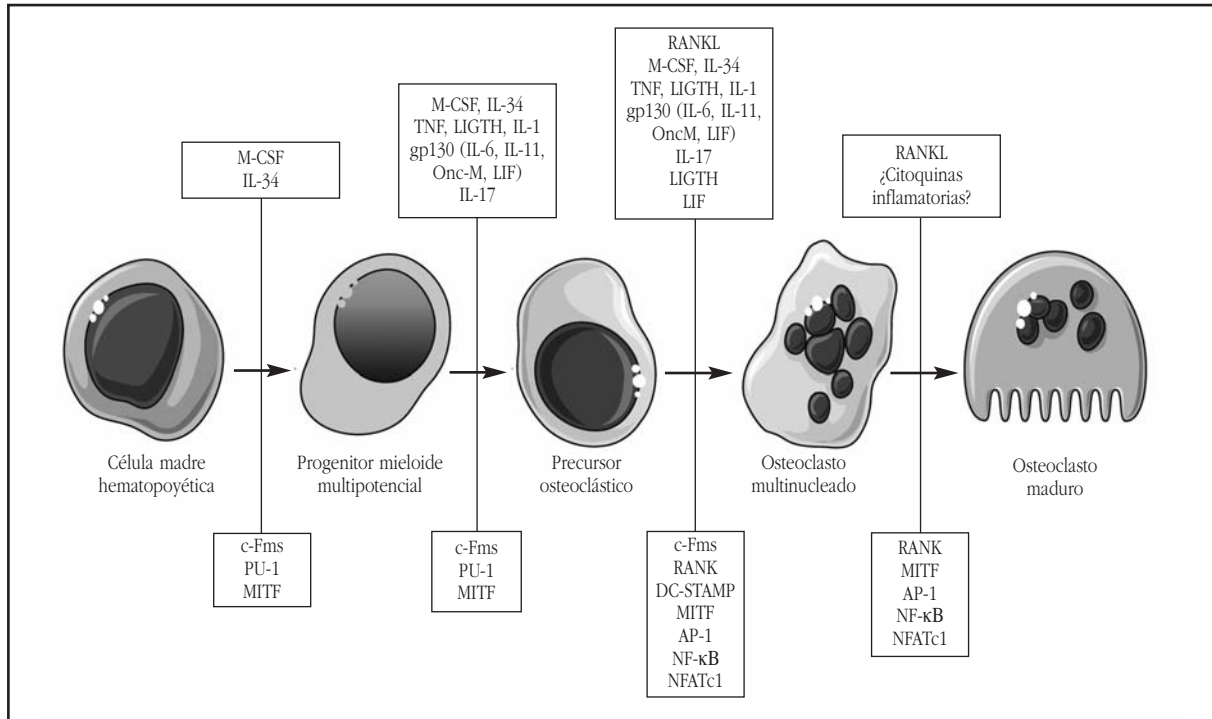 M-CSF
IL-34
M-CSF, IL-34
TNF, LIGTH, IL-1
gp130 (IL-6, IL-11,
Onc-M, LIF)
IL-17
RANKL
M-CSF, IL-34
TNF, LIGTH, IL-1
gp130 (IL-6, IL-11,
OncM, LIF)
IL-17
LIGTH
LIF
RANKL
¿Citoquinas
inflamatorias?
Célula madre
hematopoyética
Progenitor mieloide
multipotencial
Precursor
osteoclástico
Osteoclasto
multinucleado
Osteoclasto
maduro
c-Fms
PU-1
MITF
c-Fms
PU-1
MITF
c-Fms
RANK
DC-STAMP
MITF
AP-1
NF-κB
NFATc1
RANK
MITF
AP-1
NF-κB
NFATc1